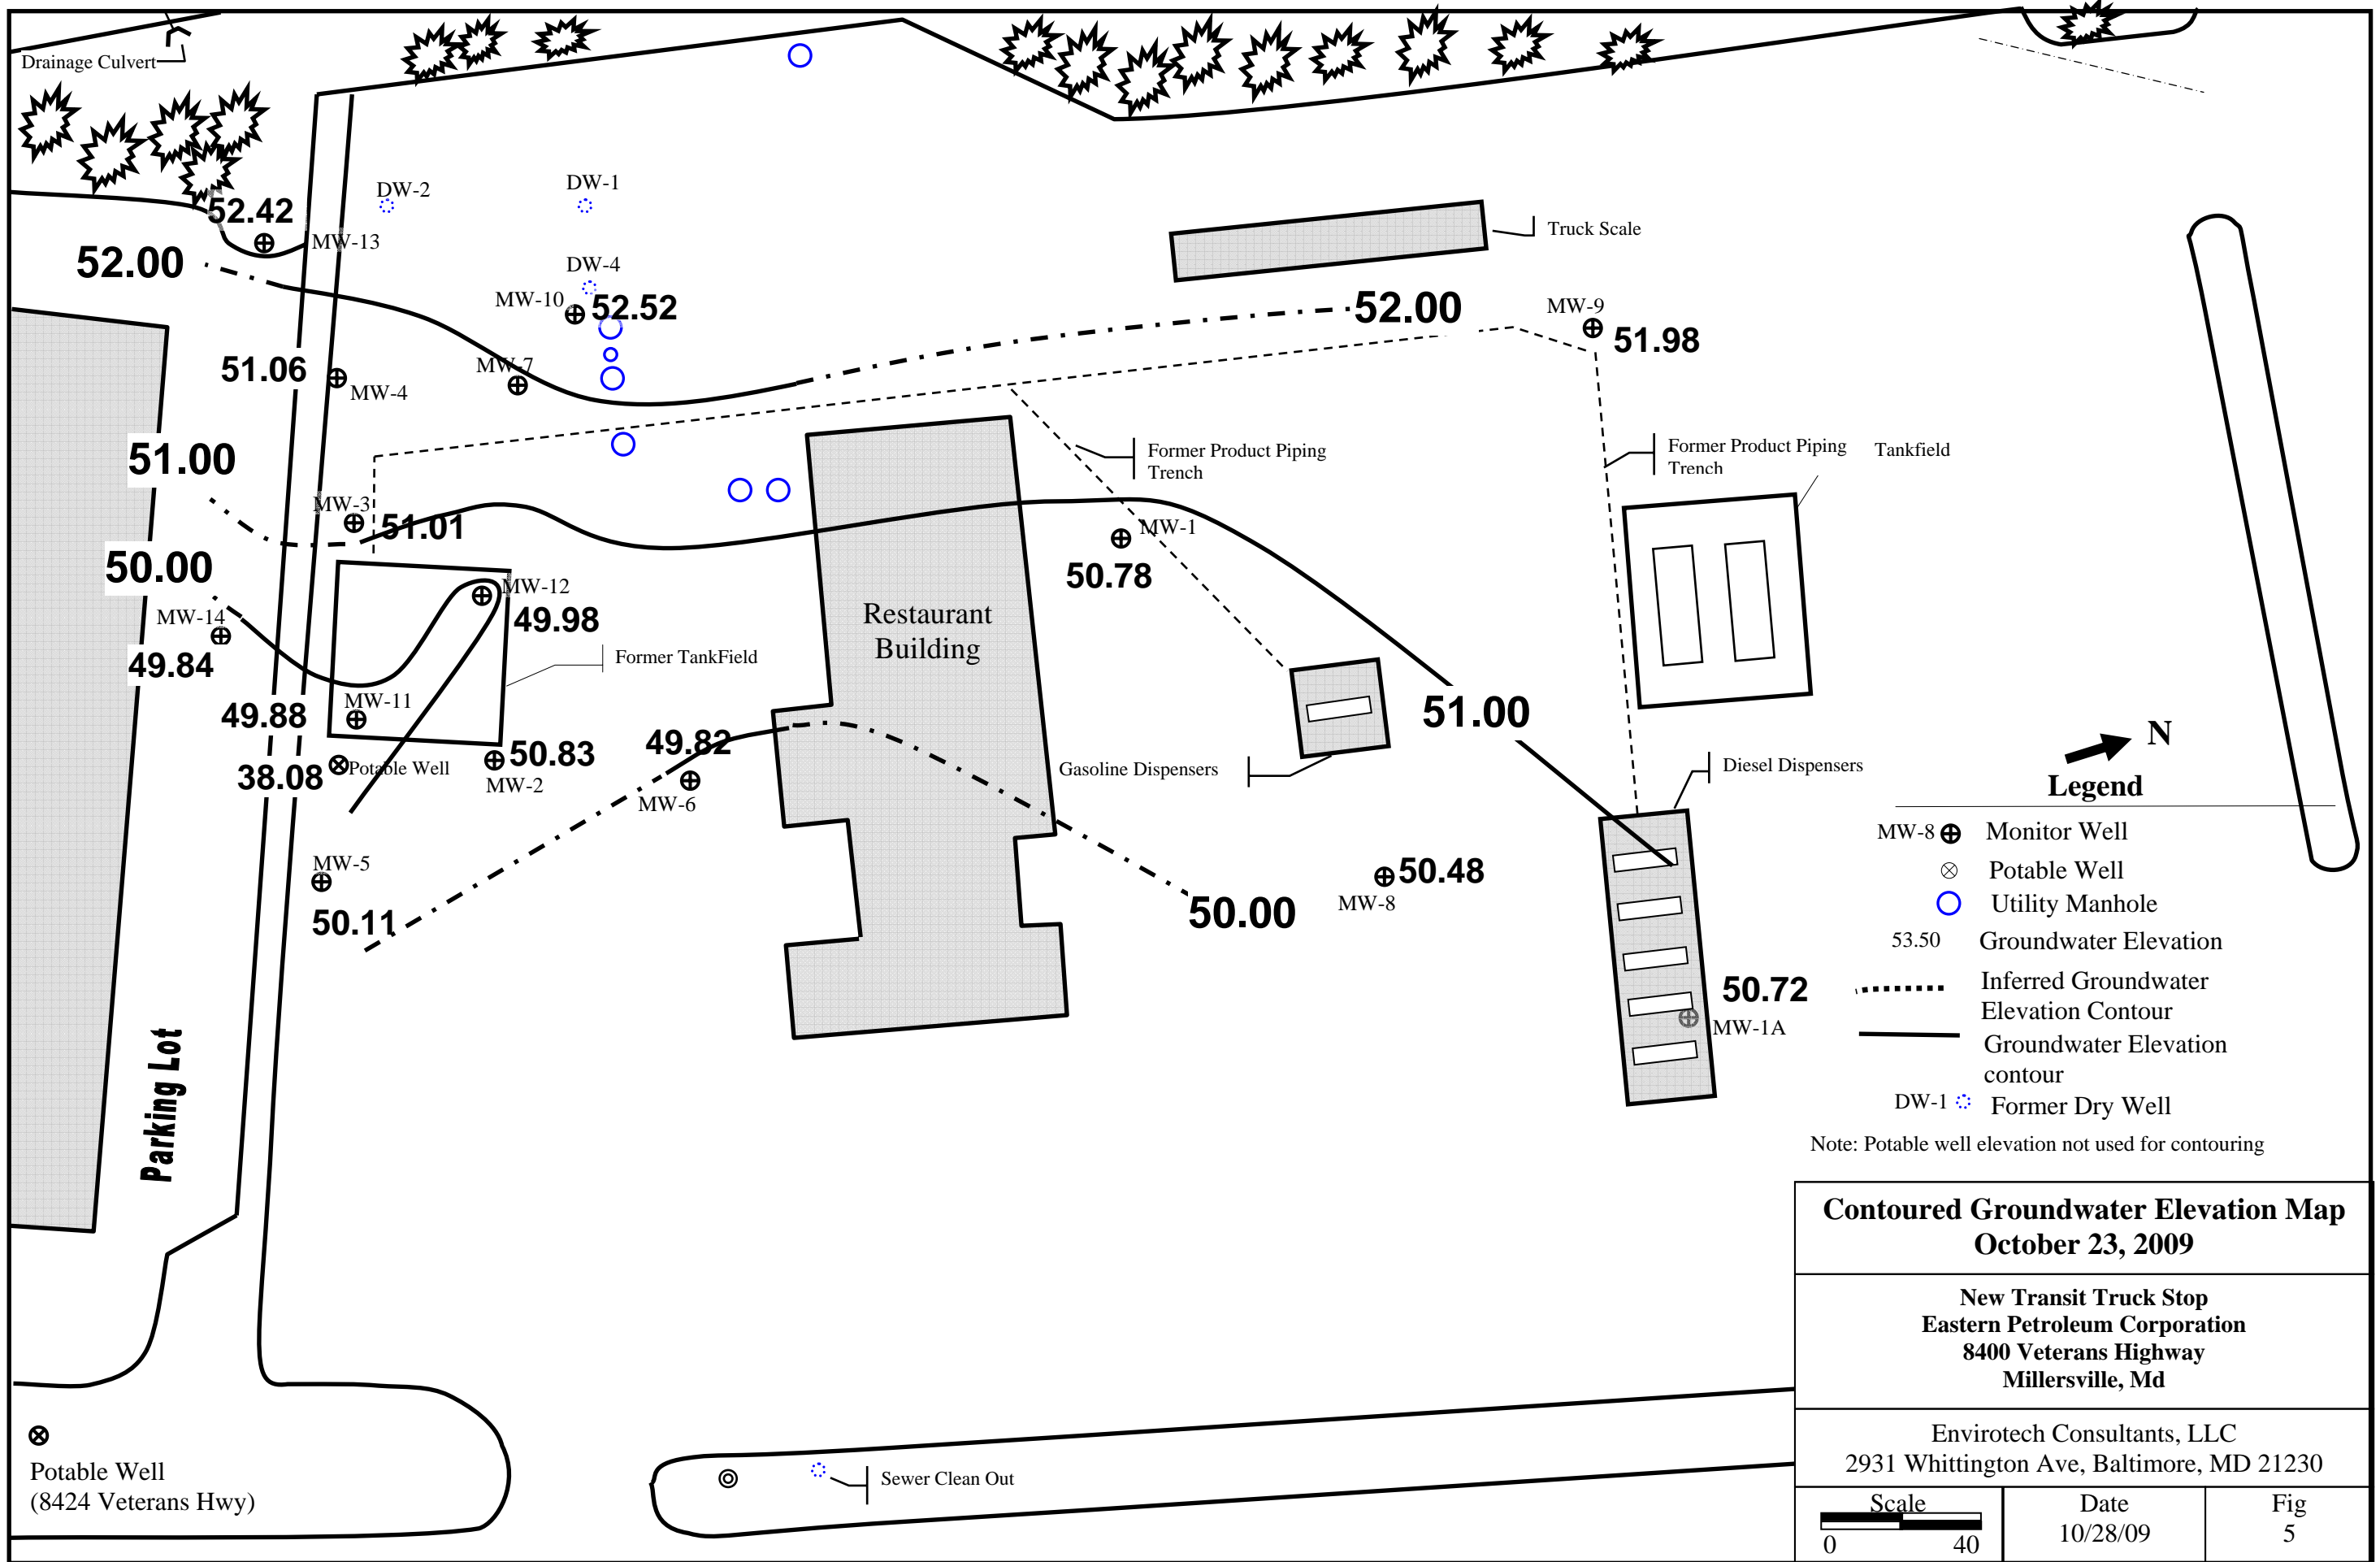 Drainage Culvert
DW-2
DW-1
52.42
MW-13
52.00
Truck Scale
DW-4
MW-10
52.52
52.00
MW-9
51.98
51.06
MW-4
MW-7
51.00
Former Product Piping
Trench
Former Product Piping
Trench
Tankfield
MW-3
51.01
MW-1
50.78
50.00
MW-14
49.84
MW-12
49.98
Restaurant
Building
Former TankField
49.88
MW-11
51.00
38.08
Potable Well
50.83
MW-2
49.82
MW-6
Gasoline Dispensers
Diesel Dispensers
N
Legend
MW-8 Monitor Well
Potable Well
Utility Manhole
53.50 Groundwater Elevation
Inferred Groundwater
Elevation Contour
Groundwater Elevation
contour
DW-1 Former Dry Well
Note: Potable well elevation not used for contouring
MW-5
50.11
50.48
MW-8
50.00
50.72
MW-1A
Parking Lot
Contoured Groundwater Elevation Map
October 23, 2009
New Transit Truck Stop
Eastern Petroleum Corporation
8400 Veterans Highway
Millersville, Md
Envirotech Consultants, LLC
2931 Whittington Ave, Baltimore, MD 21230
Scale
0 40
Date
10/28/09
Fig
5
Potable Well
(8424 Veterans Hwy)
Sewer Clean Out